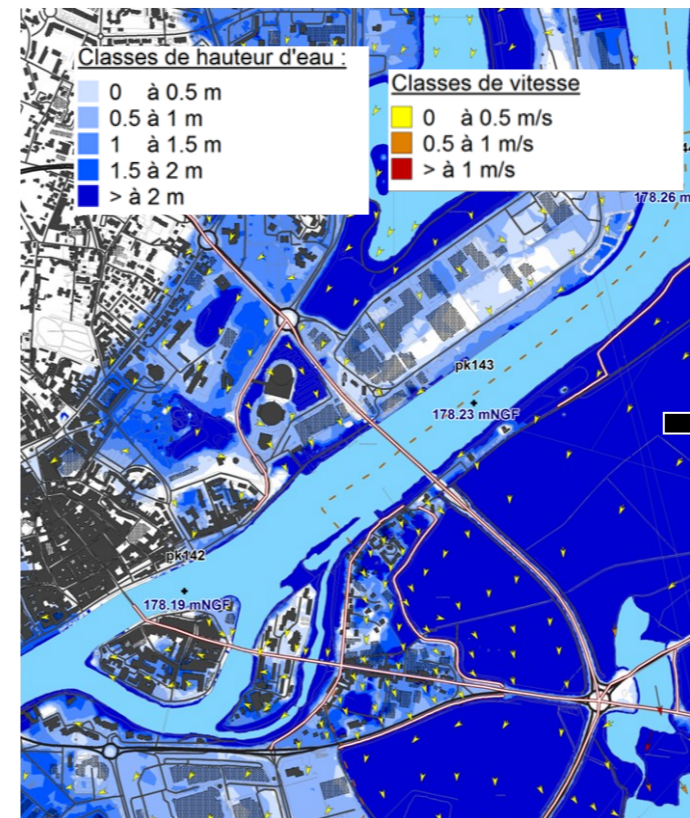 Classes de hauteur d'eau :
0 à 0.5 m
0.5 à 1 m
1 à 1.5 m
1.5 à 2 m
> à 2 m
Classes de vitesse
0 à 0.5 m/s
0.5 à 1 m/s
> à 1 m/s
178.26 m
pk143
178.23 mNGF
pk142
178.19 mNGF